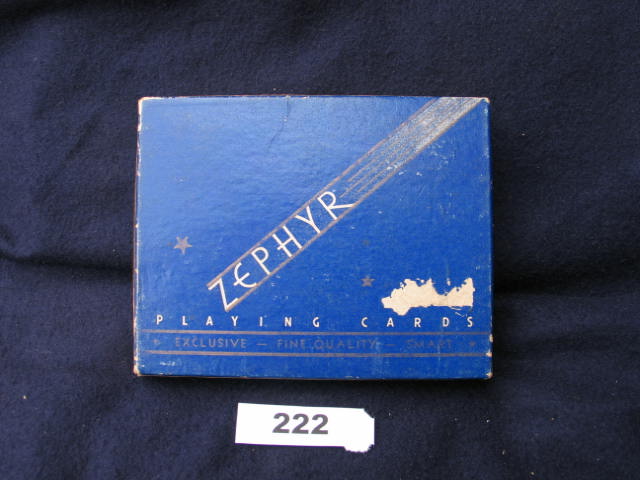 ZEPHYR
PLAYING CARDS
EXCLUSIVE — FINE QUALITY — SMART
222